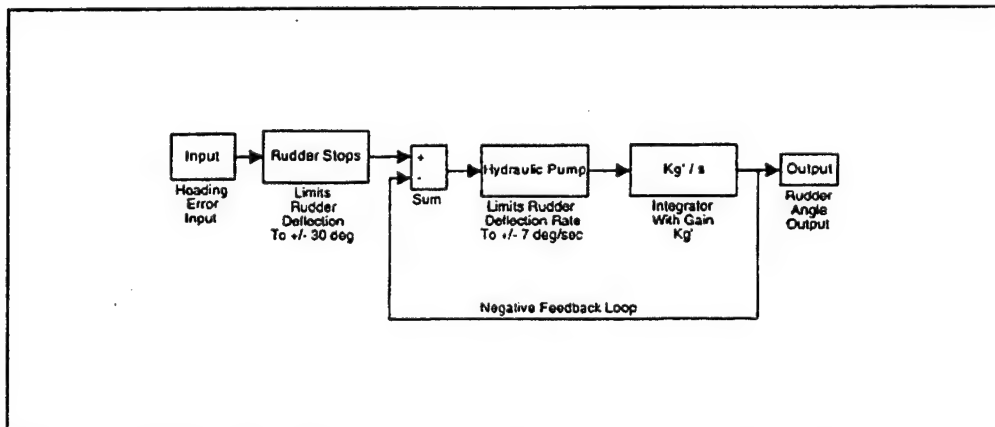 Input
Heading
Error
Input
Rudder Stops
Limits
Rudder
Deflection
To +/- 30 deg
+
-
Sum
Hydraulic Pump
Limits Rudder
Deflection Rate
To +/- 7 deg/sec
Kg' / s
Integrator
With Gain
Kg'
Output
Rudder
Angle
Output
Negative Feedback Loop